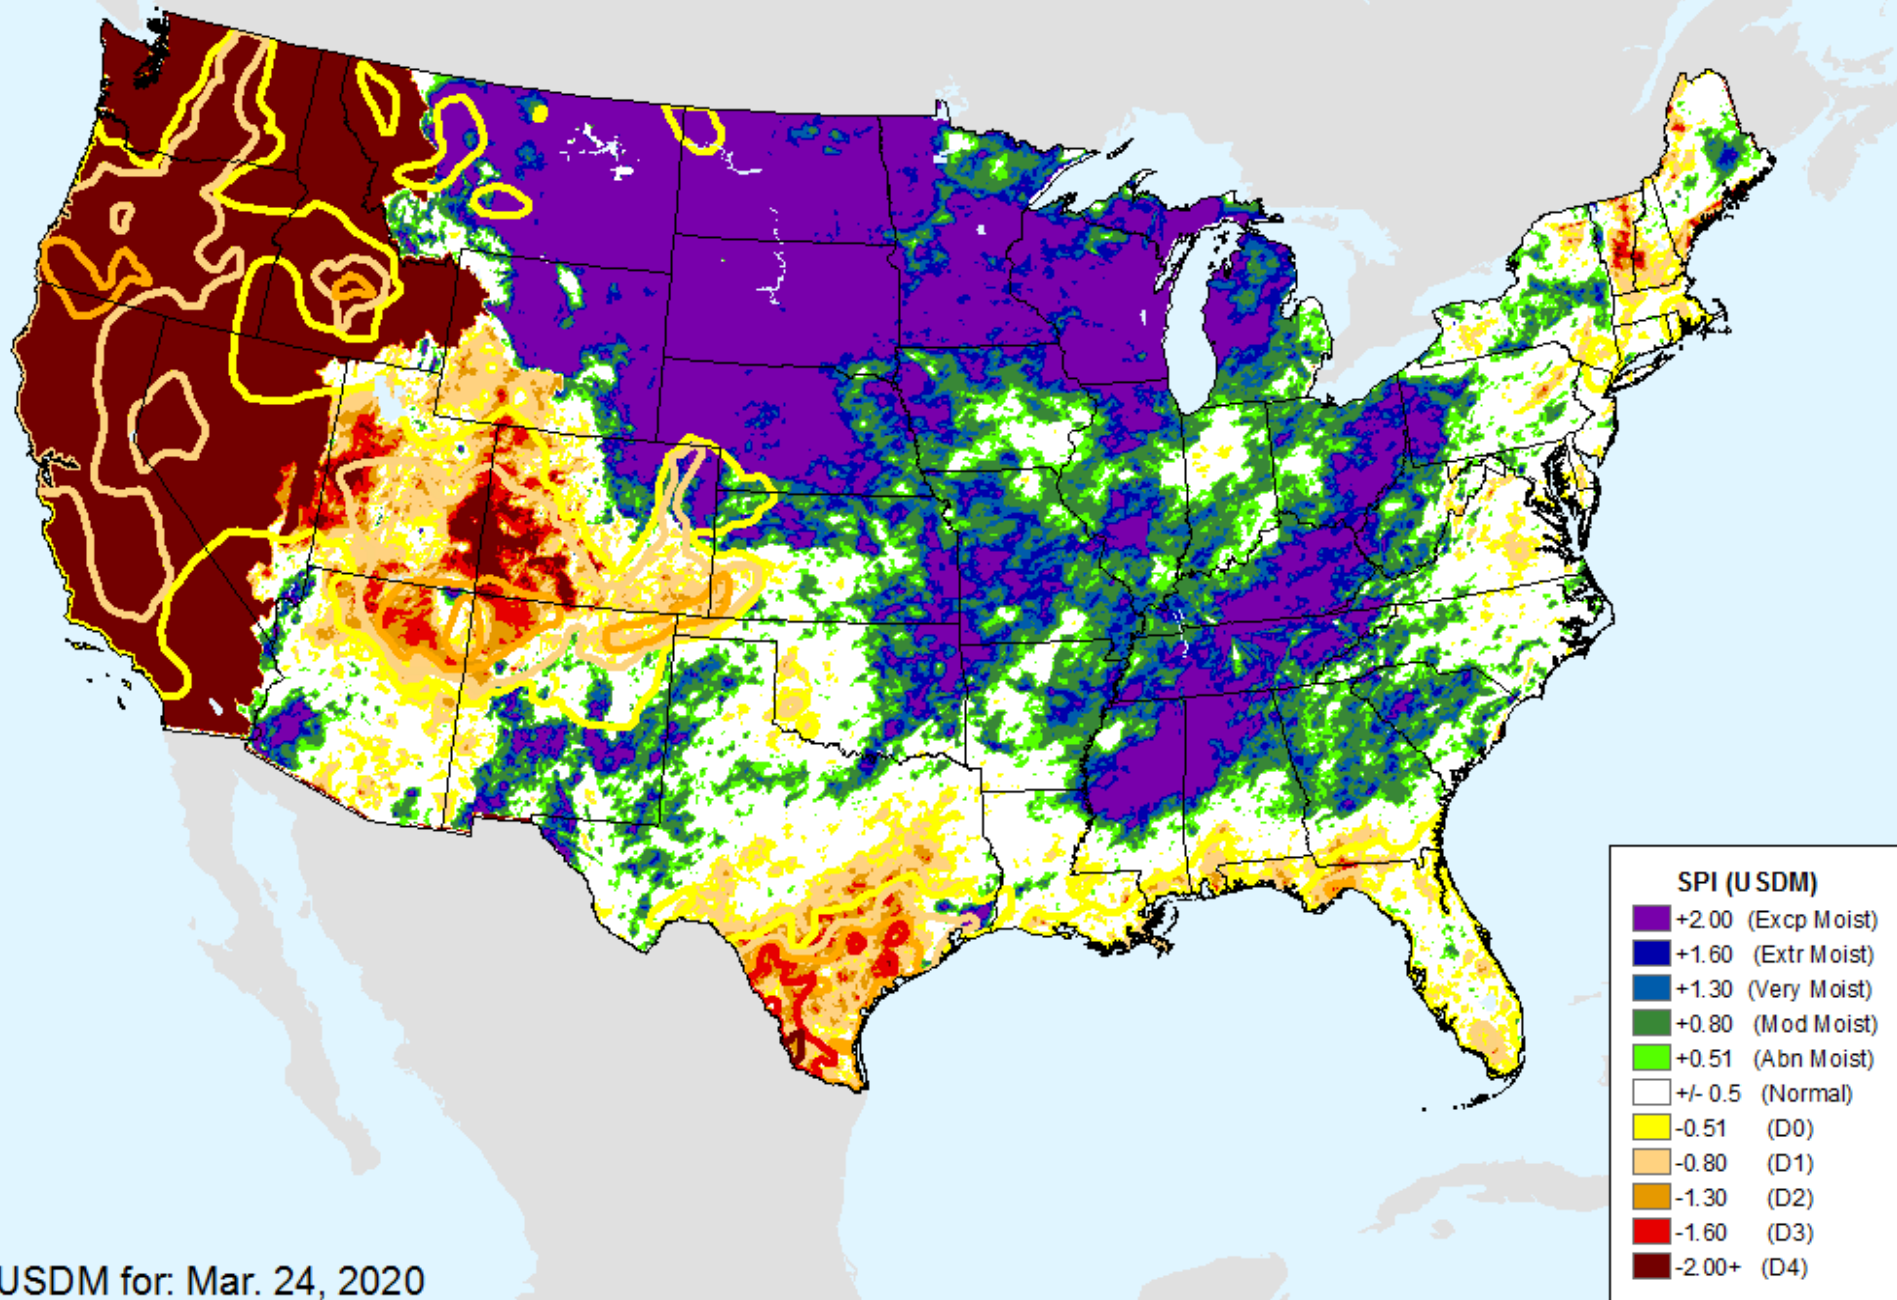 SPI (USDM)
+2.00 (Excp Moist)
+1.60 (Extr Moist)
+1.30 (Very Moist)
+0.80 (Mod Moist)
+0.51 (Abn Moist)
+/- 0.5 (Normal)
-0.51 (D0)
-0.80 (D1)
-1.30 (D2)
-1.60 (D3)
-2.00+ (D4)
USDM for: Mar. 24, 2020